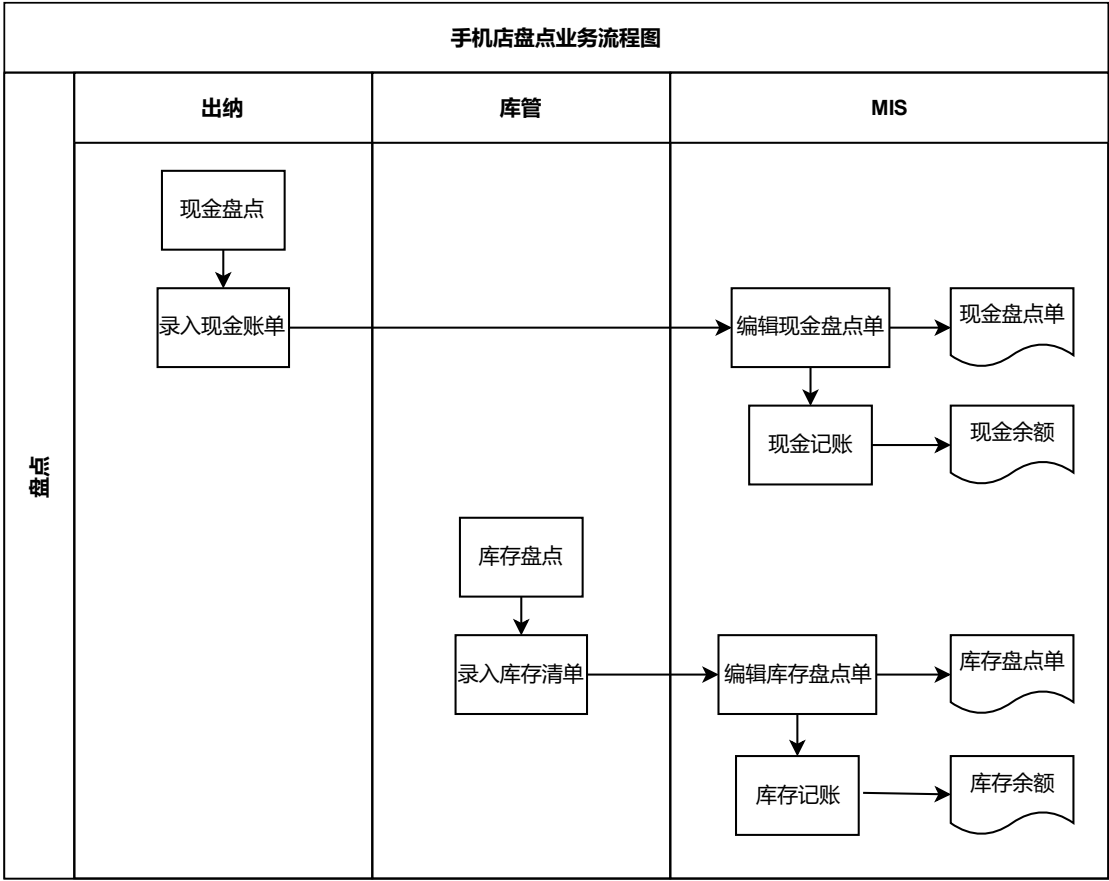 手机店盘点业务流程图
出纳
库管
MIS
盘点
现金盘点
录入现金账单
编辑现金盘点单
现金盘点单
现金记账
现金余额
库存盘点
录入库存清单
编辑库存盘点单
库存盘点单
库存记账
库存余额